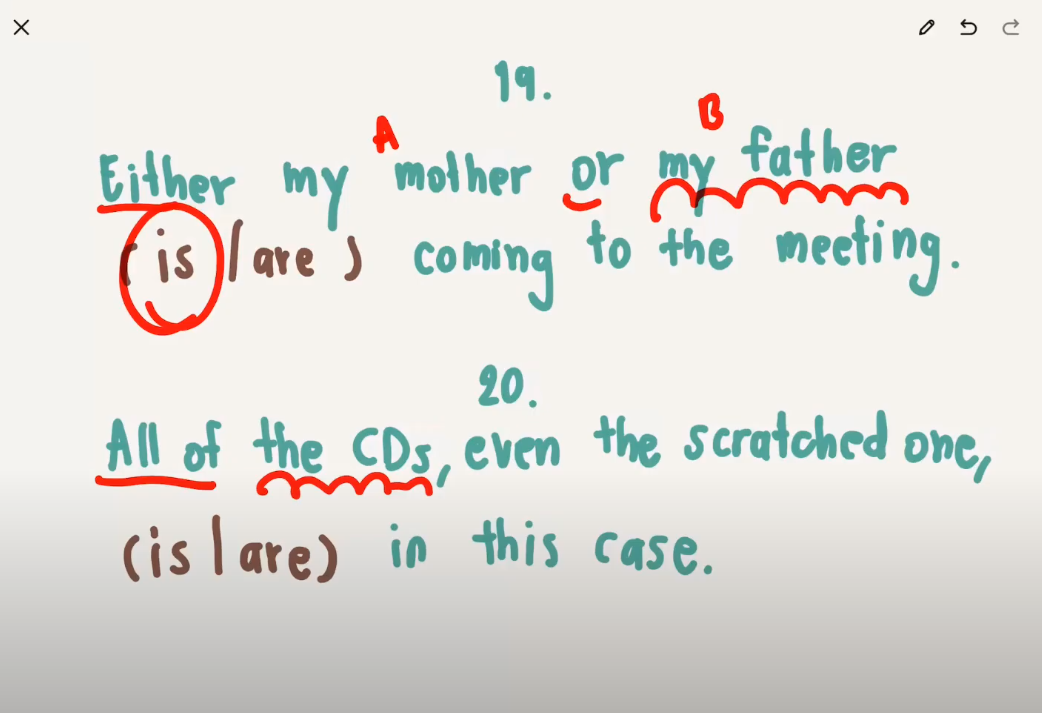 19.
A B
Either my mother or my father
(is/are) coming to the meeting.
20.
All of the CDs, even the scratched one,
(is/are) in this case.